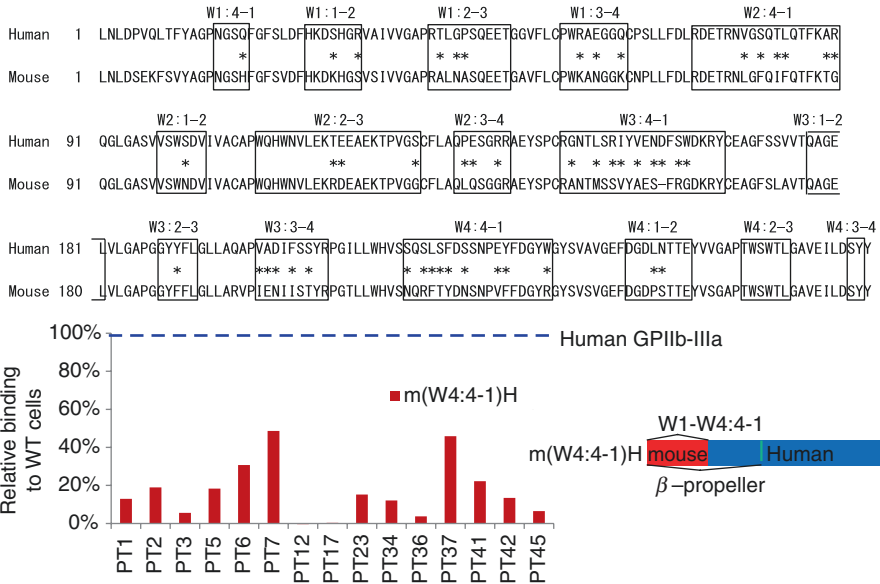 W1:4-1 W1:1-2 W1:2-3 W1:3-4 W2:4-1
Human 1 LNLDPVQLTFYAGPNGSQFGFSLDFHKDSHGRVAIVVGAPRTLGPSQEETGGVFLCPWRAEGGQCPSLLFDLRDETRNVGSQTLQTFKAR
* * * * ** * * * * * ** **
Mouse 1 LNLDSEKFSVYAGPNGSHFGFSVDFHKDKHGSVSIVVGAPRALNASQEETGAVFLCPWKANGGKCNPLLFDLRDETRNLGFQIFQTFKTG
W2:1-2 W2:2-3 W2:3-4 W3:4-1 W3:1-2
Human 91 QGLGASVVSWSDVIVACAPWQHWNVLEKTEEAEKTPVGSCFLAQPESGRRAEYSPCRGNTLSRIYVENDFSWDKRYCEAGFSSVVTQAGE
* ** * ** * * * ** * ** **
Mouse 91 QGLGASVVSWNDVIVACAPWQHWNVLEKRDEAEKTPVGGCFLAQLQSGGRAEYSPCRANTMSSVYAES-FRGDKRYCEAGFSLAVTQAGE
W3:2-3 W3:3-4 W4:4-1 W4:1-2 W4:2-3 W4:3-4
Human 181 LVLGAPGGYYFLGLLAQAPVADIFSSYRPGILLWHVSSQSLSFDSSNPEYFDGYWGYSVAVGEFDGDLNTTEYVVGAPTWSWTLGAVEILDSYY
* *** * * * **** * ** * **
Mouse 180 LVLGAPGGYFFLGLLARVPIENIISTYRPGTLLWHVSNQRFTYDNSNPVFFDGYRGYSVSVGEFDGDPSTTEYVSGAPTWSWTLGAVEILDSYY
100%
80%
60%
40%
20%
0%
Relative binding
to WT cells
Human GPIIb-IIIa
m(W4:4-1)H
PT1 PT2 PT3 PT5 PT6 PT7 PT12 PT17 PT23 PT34 PT36 PT37 PT41 PT42 PT45
W1-W4:4-1
m(W4:4-1)H mouse Human
β-propeller